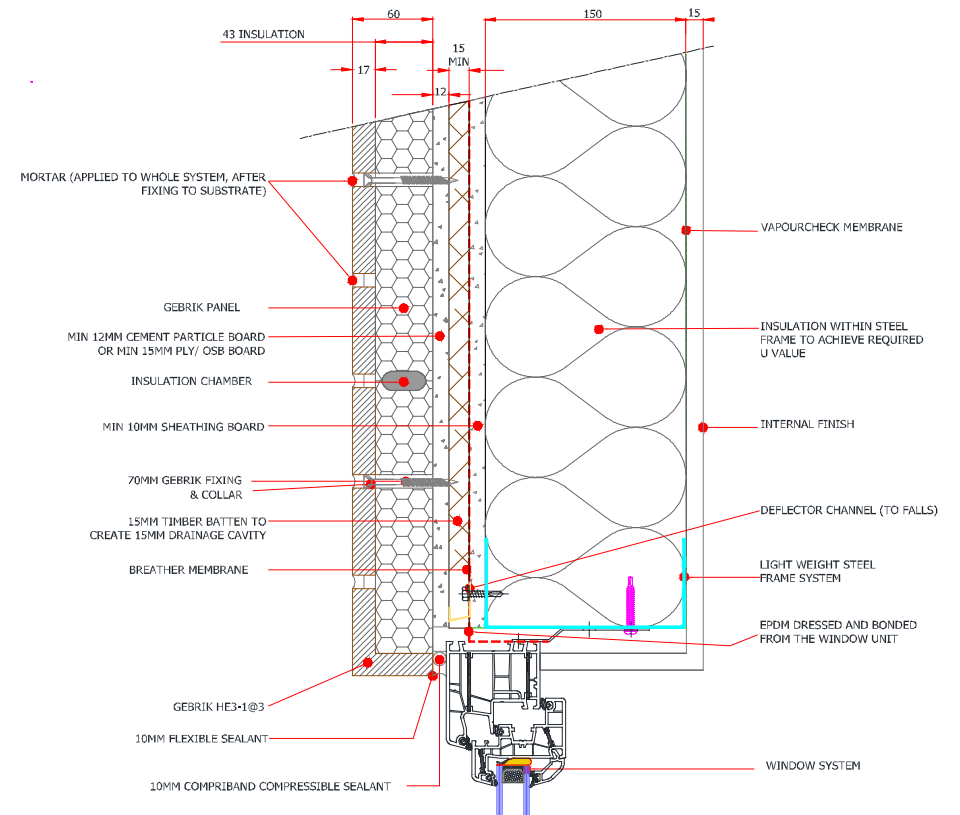 60
150
15
43 INSULATION
15
MIN
17
12
MORTAR (APPLIED TO WHOLE SYSTEM, AFTER
FIXING TO SUBSTRATE)
GEBRIK PANEL
MIN 12MM CEMENT PARTICLE BOARD
OR MIN 15MM PLY/ OSB BOARD
INSULATION CHAMBER
MIN 10MM SHEATHING BOARD
70MM GEBRIK FIXING
& COLLAR
15MM TIMBER BATTEN TO
CREATE 15MM DRAINAGE CAVITY
BREATHER MEMBRANE
GEBRIK HE3-1@3
10MM FLEXIBLE SEALANT
10MM COMPRIBAND COMPRESSIBLE SEALANT
VAPOURCHECK MEMBRANE
INSULATION WITHIN STEEL
FRAME TO ACHIEVE REQUIRED
U VALUE
INTERNAL FINISH
DEFLECTOR CHANNEL (TO FALLS)
LIGHT WEIGHT STEEL
FRAME SYSTEM
EPDM DRESSED AND BONDED
FROM THE WINDOW UNIT
WINDOW SYSTEM